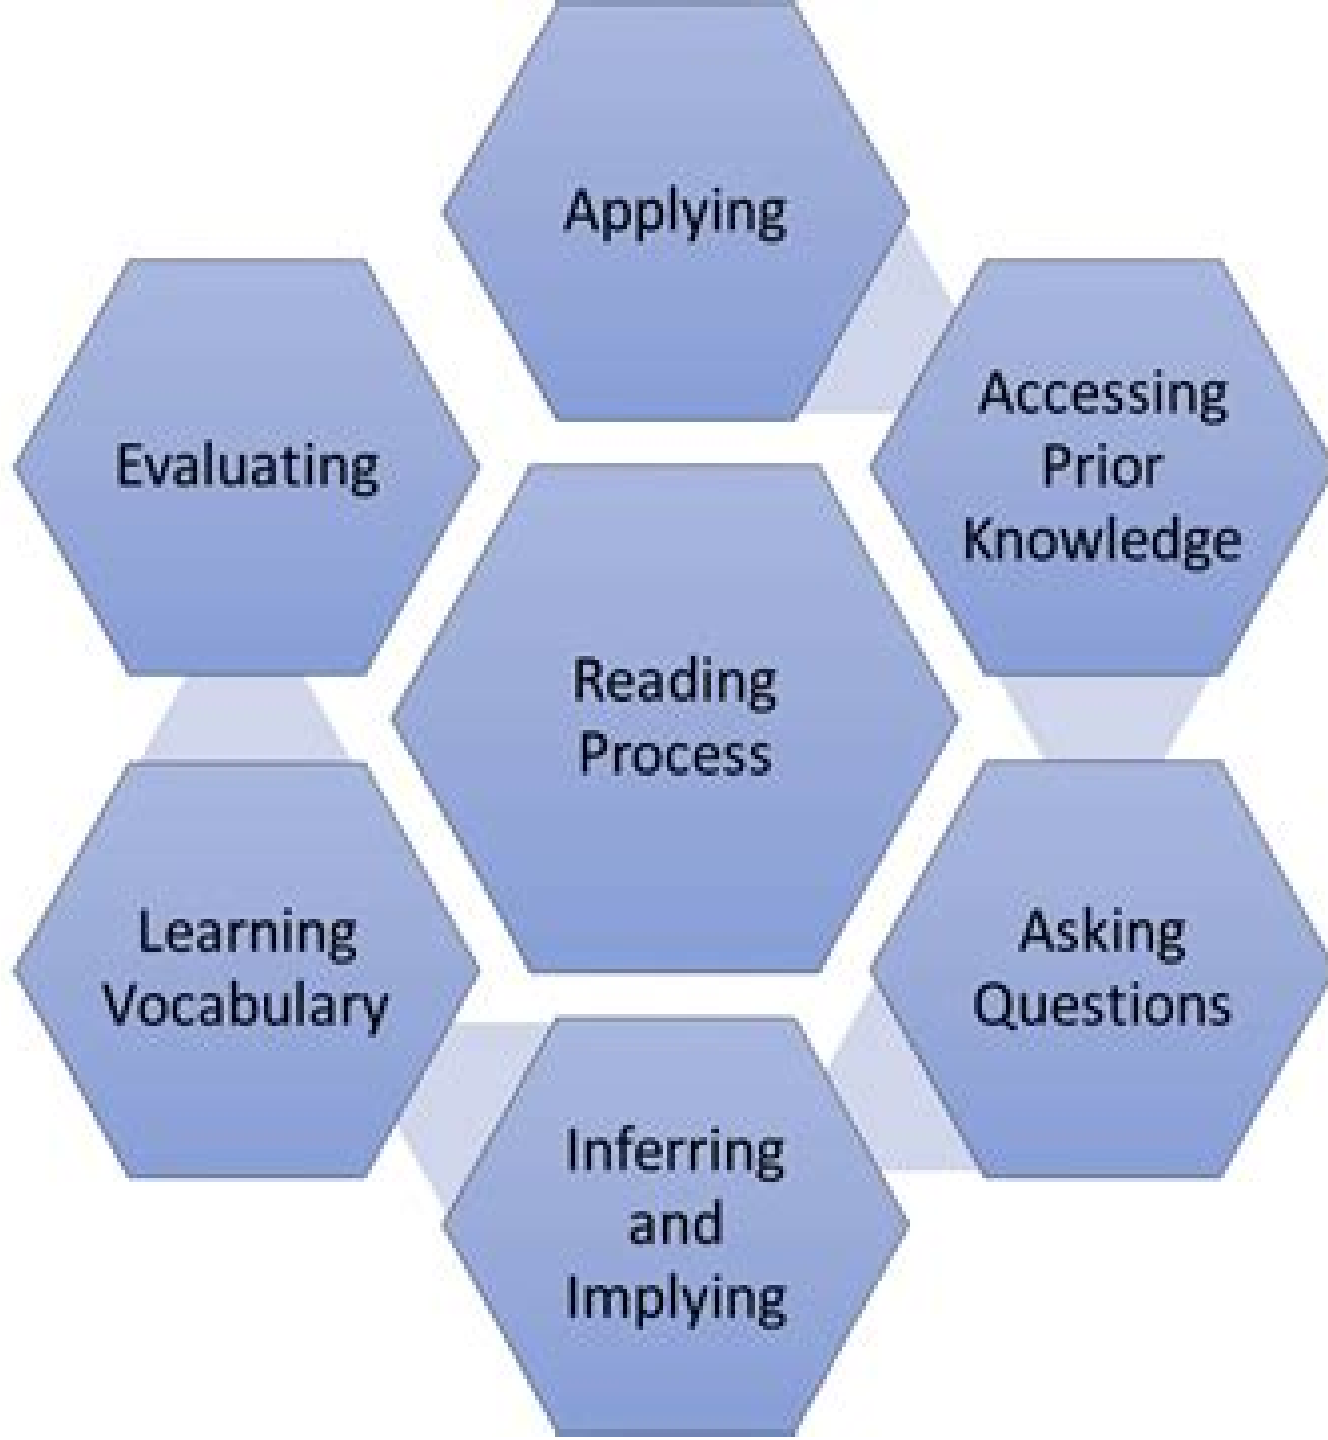 Applying
Accessing
Prior
Knowledge
Evaluating
Reading
Process
Asking
Questions
Learning
Vocabulary
Inferring
and
Implying